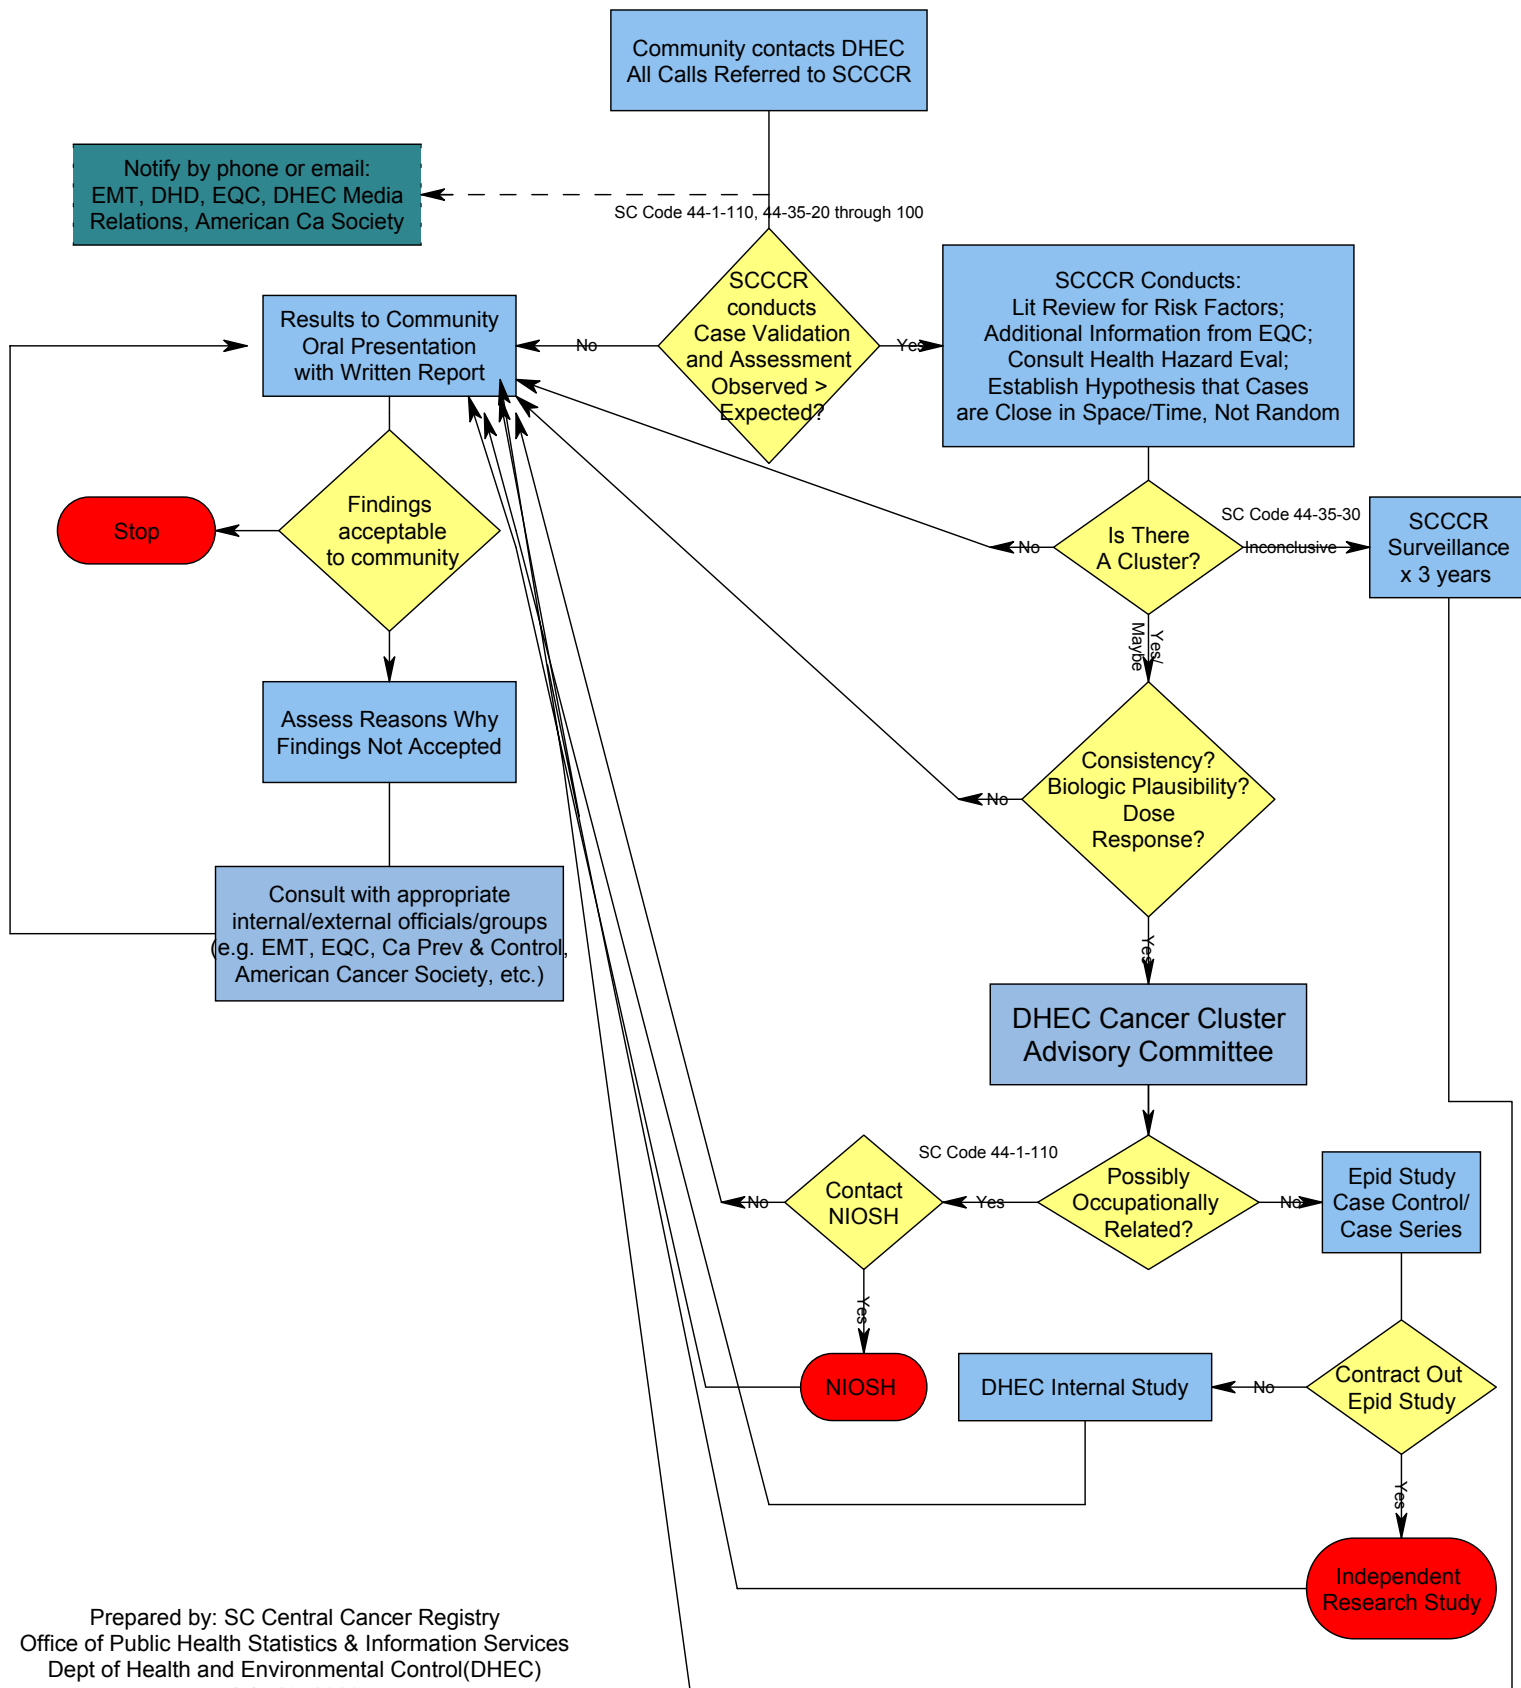 Community contacts DHEC
All Calls Referred to SCCCR
Notify by phone or email:
EMT, DHD, EQC, DHEC Media
Relations, American Ca Society
SC Code 44-1-110, 44-35-20 through 100
SCCCR
conducts
Case Validation
and Assessment
Observed >
Expected?
No
Yes
SCCCR Conducts:
Lit Review for Risk Factors;
Additional Information from EQC;
Consult Health Hazard Eval;
Establish Hypothesis that Cases
are Close in Space/Time, Not Random
Results to Community
Oral Presentation
with Written Report
Findings
acceptable
to community
Stop
Is There
A Cluster?
No
SC Code 44-35-30
Inconclusive
SCCCR
Surveillance
x 3 years
Yes/
Maybe
Assess Reasons Why
Findings Not Accepted
Consistency?
Biologic Plausibility?
Dose
Response?
No
Yes
Consult with appropriate
internal/external officials/groups
(e.g. EMT, EQC, Ca Prev & Control,
American Cancer Society, etc.)
DHEC Cancer Cluster
Advisory Committee
SC Code 44-1-110
Possibly
Occupationally
Related?
Yes
No
Contact
NIOSH
No
Yes
NIOSH
Epid Study
Case Control/
Case Series
Contract Out
Epid Study
No
DHEC Internal Study
Yes
Independent
Research Study
Prepared by: SC Central Cancer Registry
Office of Public Health Statistics & Information Services
Dept of Health and Environmental Control(DHEC)